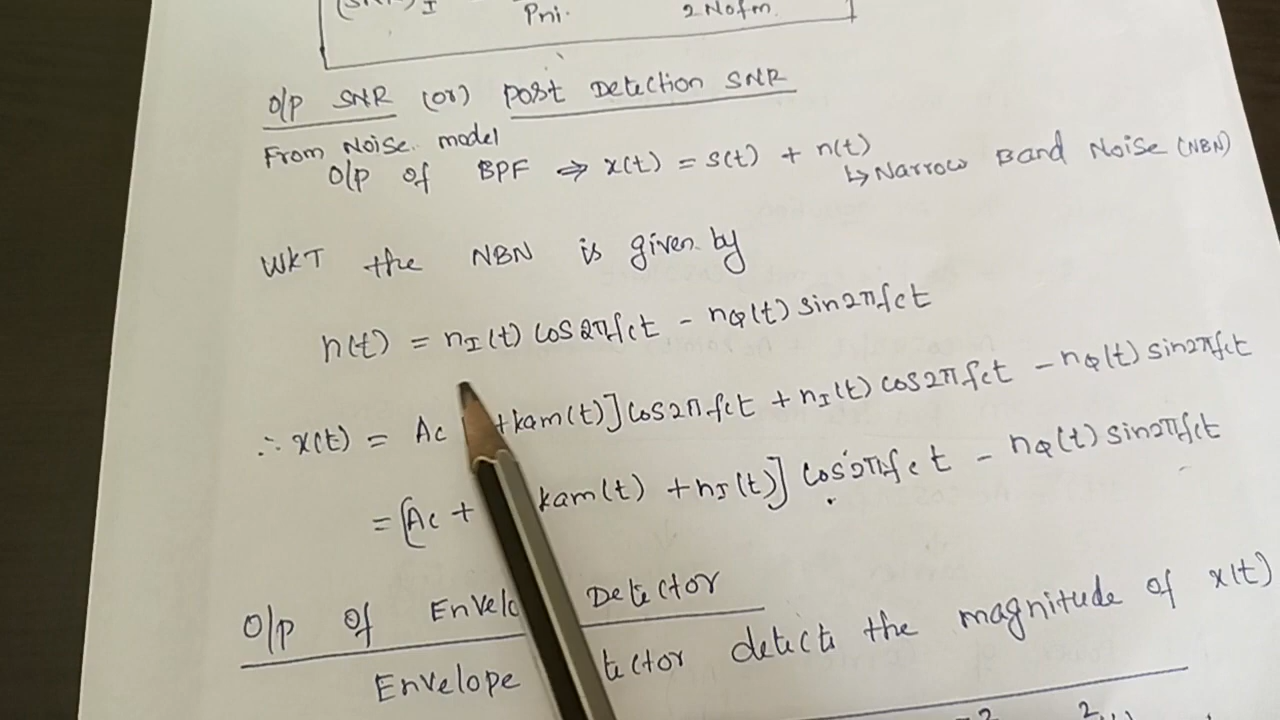 Pni. 2Nofm
O/p SNR (or) Post Detection SNR
From Noise model
O/p of BPF ⇒ x(t) = s(t) + n(t)
↳ Narrow Band Noise (NBN)
WKT the NBN is given by
n(t) = nI(t) cos2πfct - nQ(t) sin2πfct
∴ x(t) = Ac +kam(t)] cos2πfct + nI(t) cos2πfct - nQ(t) sin2πfct
= [Ac + kam(t) + nI(t)] cos2πfct - nQ(t) sin2πfct
O/p of Envelo Detector
Envelope tector detects the magnitude of x(t)